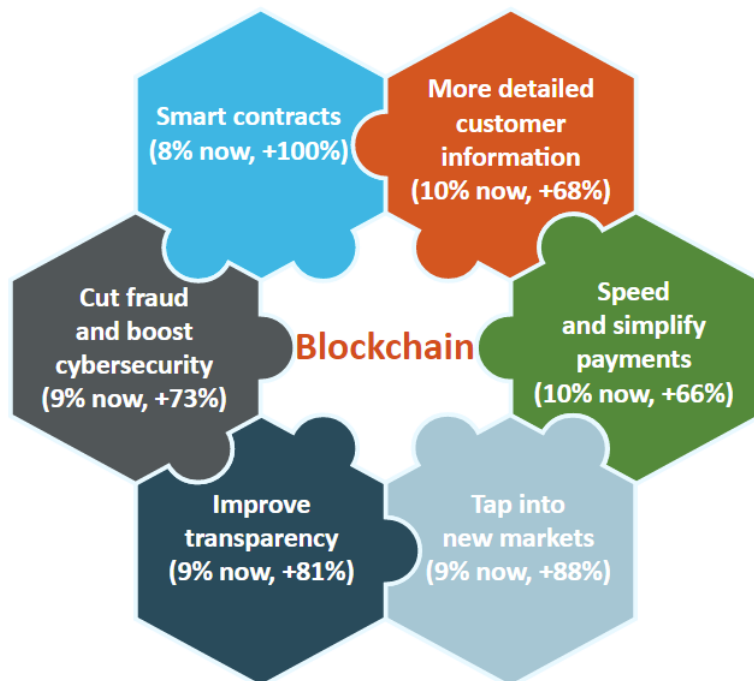 Smart contracts
(8% now, +100%)
More detailed
customer
information
(10% now, +68%)
Cut fraud
and boost
cybersecurity
(9% now, +73%)
Blockchain
Speed
and simplify
payments
(10% now, +66%)
Improve
transparency
(9% now, +81%)
Tap into
new markets
(9% now, +88%)